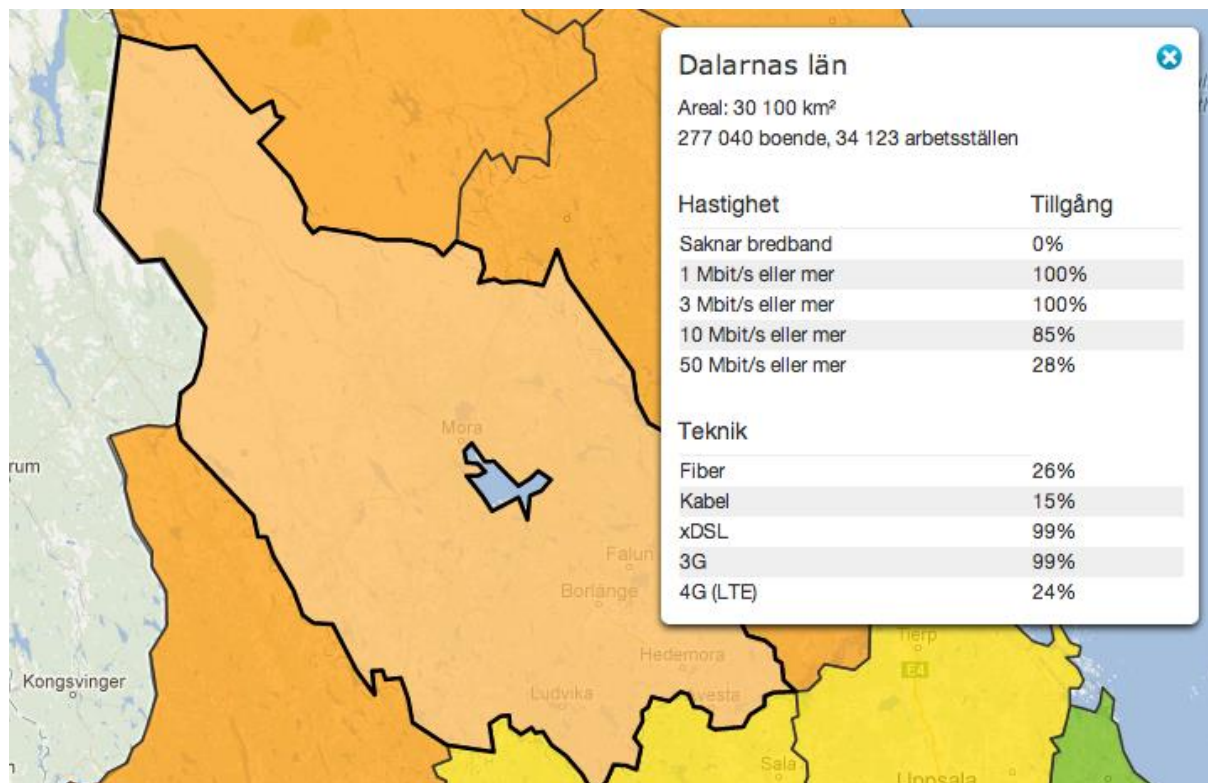 Dalarnas län
Areal: 30 100 km²
277 040 boende, 34 123 arbetsställen
Hastighet Tillgång
Saknar bredband 0%
1 Mbit/s eller mer 100%
3 Mbit/s eller mer 100%
10 Mbit/s eller mer 85%
50 Mbit/s eller mer 28%
Teknik
Fiber 26%
Kabel 15%
xDSL 99%
3G 99%
4G (LTE) 24%
Mora
rum
Falun
Borlänge
Tierp
Hedemora
E4
Kongsvinger
Ludvika
Avesta
Sala
Uppsala